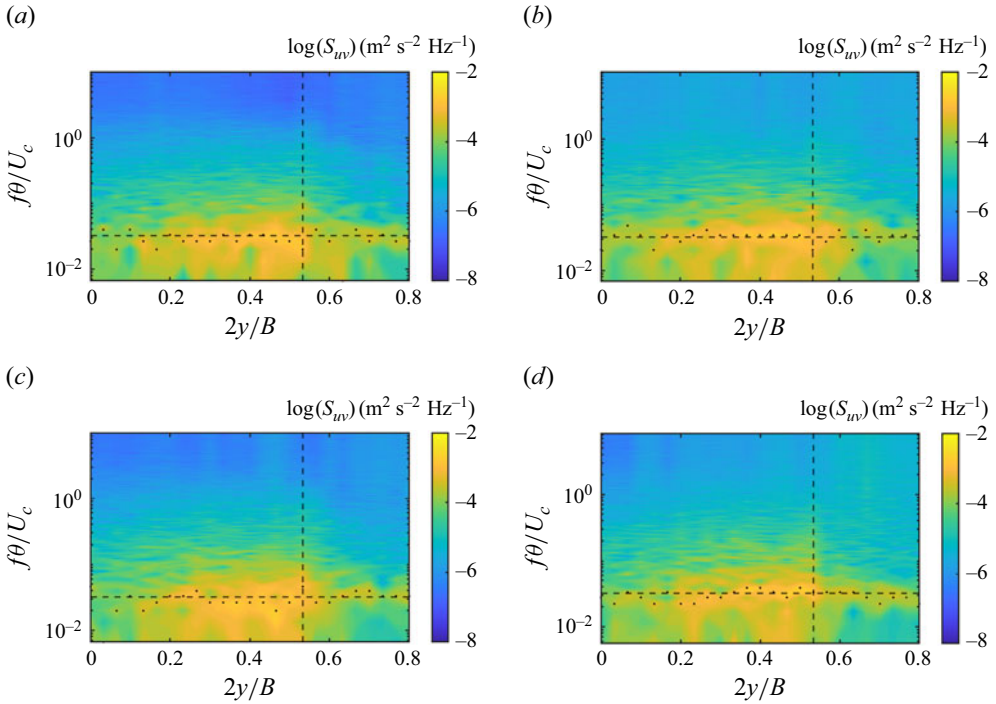 (a)
log(S_uv) (m² s⁻² Hz⁻¹)
–2
10⁰
–4
fθ/U_c
–6
10⁻²
–8
0 0.2 0.4 0.6 0.8
2y/B
(b)
log(S_uv) (m² s⁻² Hz⁻¹)
–2
10⁰
–4
fθ/U_c
–6
10⁻²
–8
0 0.2 0.4 0.6 0.8
2y/B
(c)
log(S_uv) (m² s⁻² Hz⁻¹)
–2
10⁰
–4
fθ/U_c
–6
10⁻²
–8
0 0.2 0.4 0.6 0.8
2y/B
(d)
log(S_uv) (m² s⁻² Hz⁻¹)
–2
10⁰
–4
fθ/U_c
–6
10⁻²
–8
0 0.2 0.4 0.6 0.8
2y/B